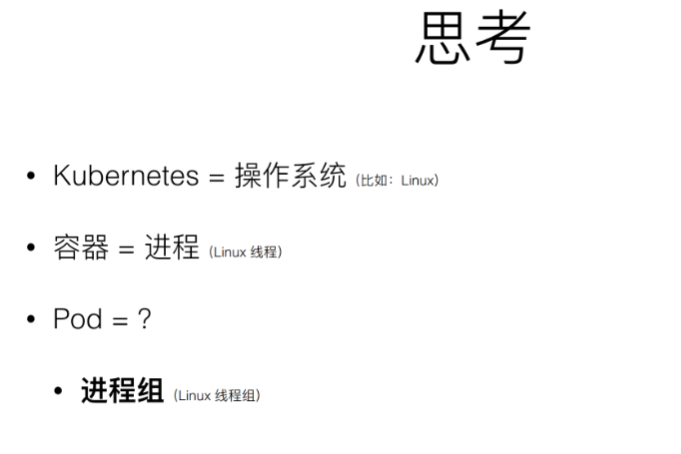 思考
• Kubernetes = 操作系统 (比如：Linux)
• 容器 = 进程 (Linux 线程)
• Pod = ?
• 进程组 (Linux 线程组)